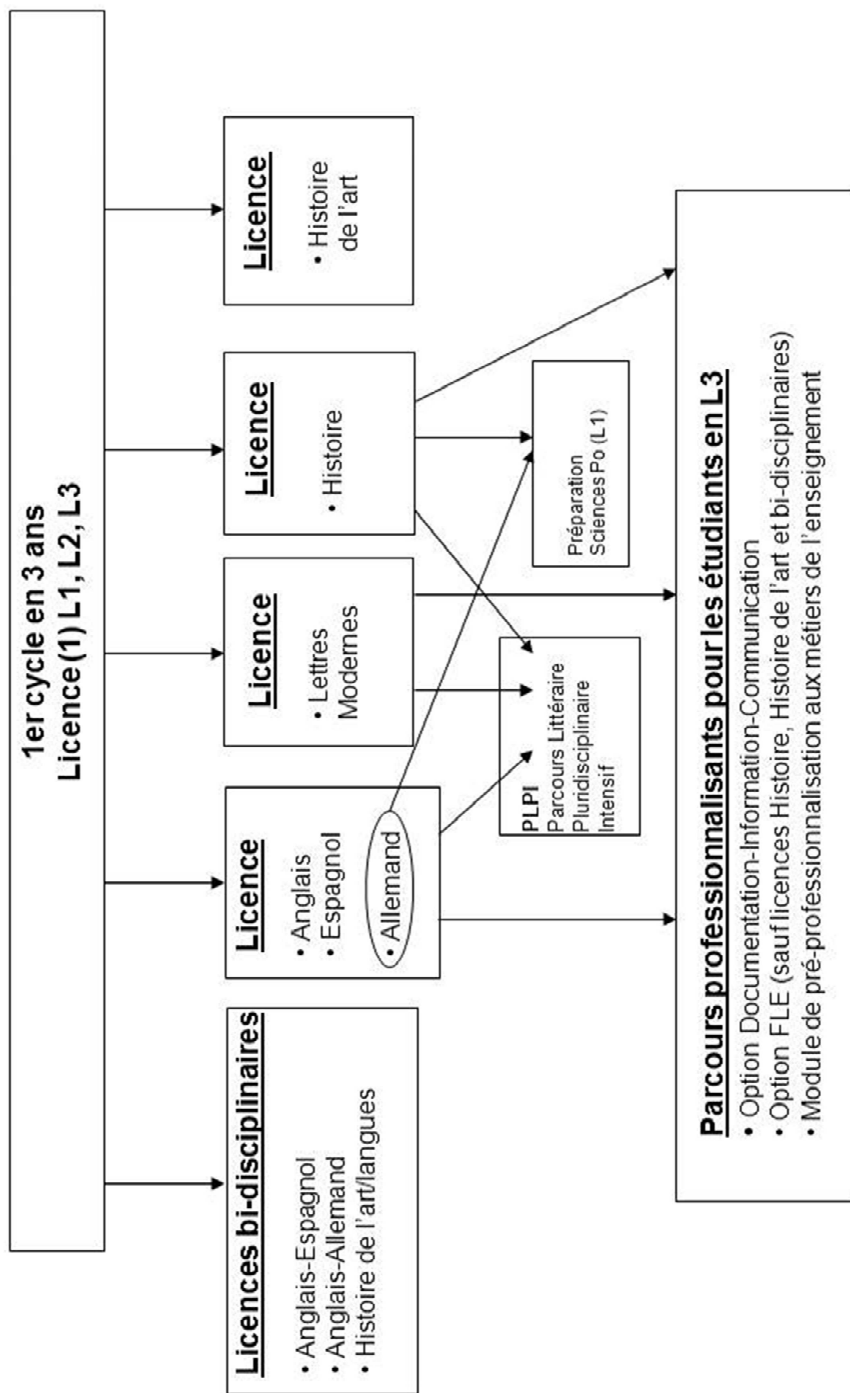 1er cycle en 3 ans
Licence(1) L1, L2, L3
Licences bi-disciplinaires
• Anglais-Espagnol
• Anglais-Allemand
• Histoire de l'art/langues
Licence
• Anglais
• Espagnol
• Allemand
Licence
• Lettres
Modernes
Licence
• Histoire
Licence
• Histoire
de l'art
PLPI
Parcours Littéraire
Pluridisciplinaire
Intensif
Préparation
Sciences Po (L1)
Parcours professionnalisants pour les étudiants en L3
• Option Documentation-Information-Communication
• Option FLE (sauf licences Histoire, Histoire de l'art et bi-disciplinaires)
• Module de pré-professionnalisation aux métiers de l'enseignement